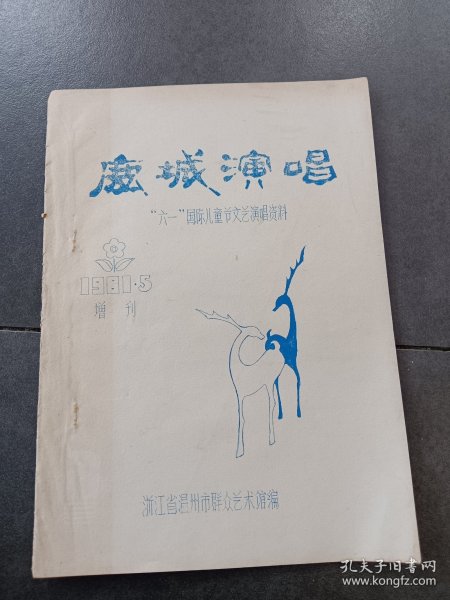 鹿城演唱
“六一”国际儿童节文艺演唱资料
1981·5
增刊
浙江省温州市群众艺术馆编
孔夫子旧书网
www.kongfz.com